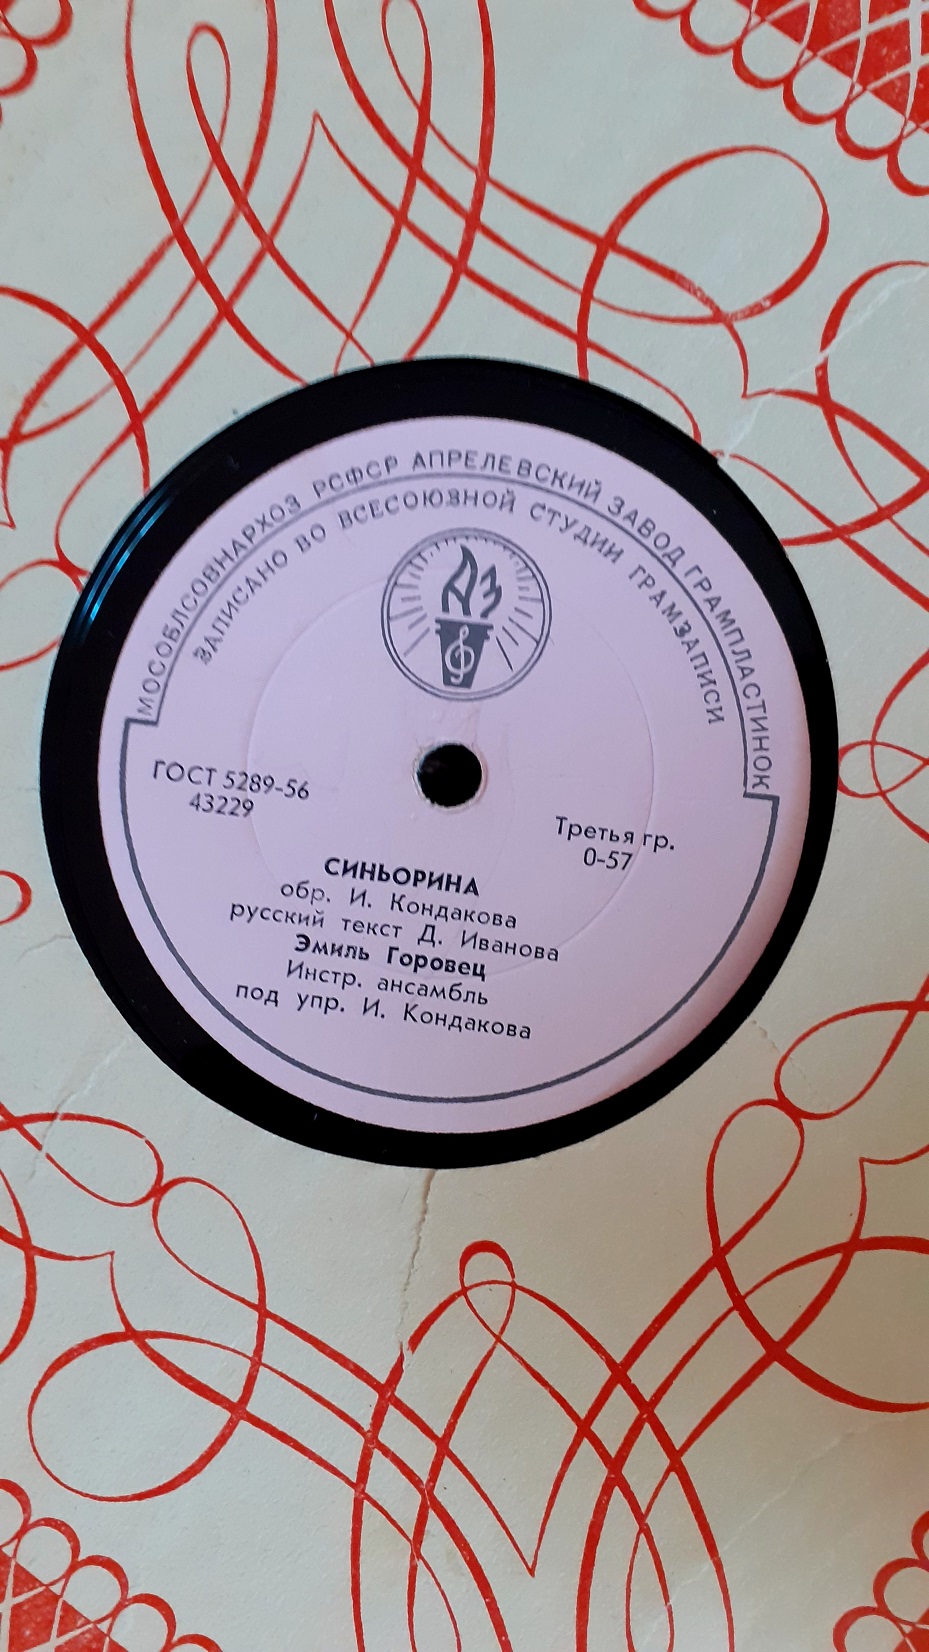 МОСОБЛСОВНАРХОЗ РСФСР АПРЕЛЕВСКИЙ ЗАВОД ГРАМПЛАСТИНОК
ЗАПИСАНО ВО ВСЕСОЮЗНОЙ СТУДИИ ГРАМЗАПИСИ
АЗ
ГОСТ 5289-56
43229
Третья гр.
0-57
СИНЬОРИНА
обр. И. Кондакова
русский текст Д. Иванова
Эмиль Горовец
Инстр. ансамбль
под упр. И. Кондакова